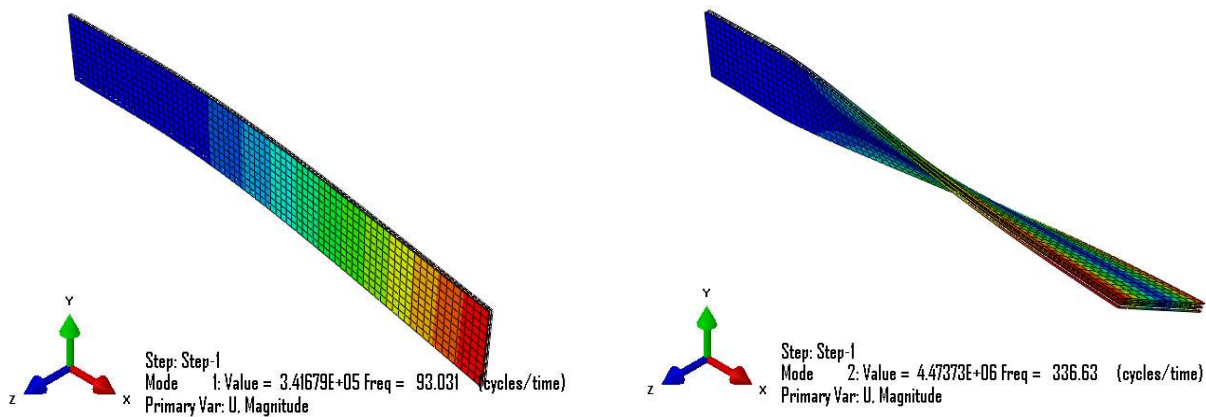 Y
Z
X
Step: Step-1
Mode 1: Value = 3.41679E+05 Freq = 93.031 (cycles/time)
Primary Var: U, Magnitude
Y
Z
X
Step: Step-1
Mode 2: Value = 4.47373E+06 Freq = 336.63 (cycles/time)
Primary Var: U, Magnitude